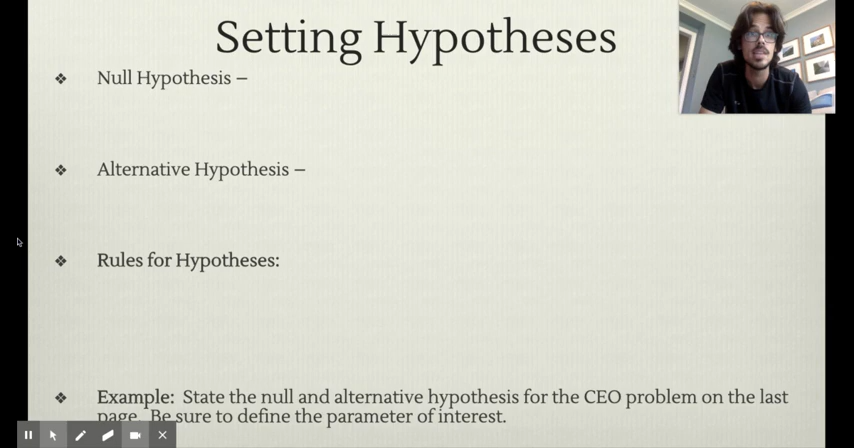 Setting Hypotheses
❖ Null Hypothesis –
❖ Alternative Hypothesis –
❖ Rules for Hypotheses:
❖ Example: State the null and alternative hypothesis for the CEO problem on the last
page. Be sure to define the parameter of interest.